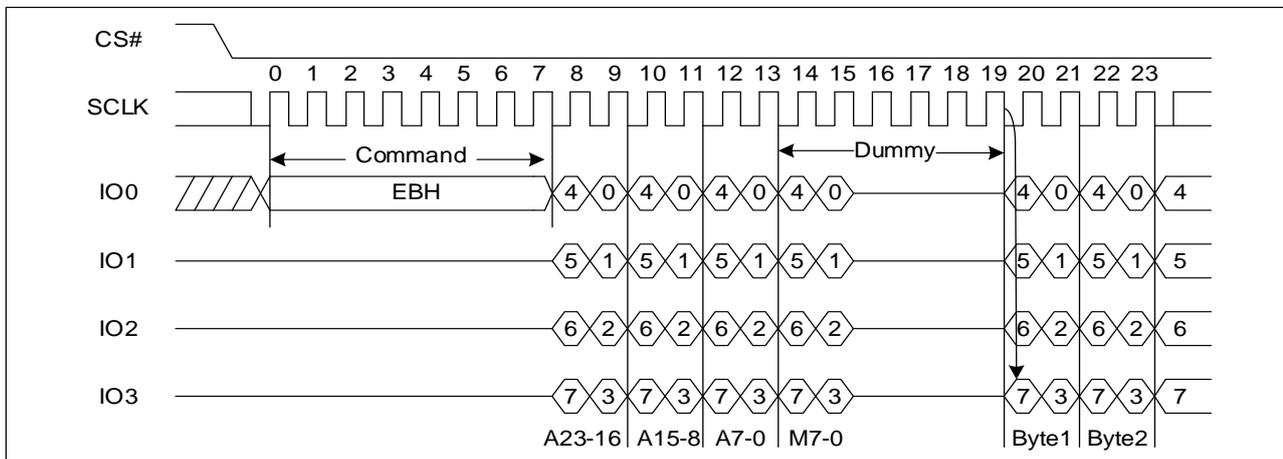 CS#
0 1 2 3 4 5 6 7 8 9 10 11 12 13 14 15 16 17 18 19 20 21 22 23
SCLK
Command Dummy
IO0 EBH 4 0 4 0 4 0 4 0 4 0 4 0 4
IO1 5 1 5 1 5 1 5 1 5 1 5 1 5
IO2 6 2 6 2 6 2 6 2 6 2 6 2 6
IO3 7 3 7 3 7 3 7 3 7 3 7 3 7
A23-16 A15-8 A7-0 M7-0 Byte1 Byte2